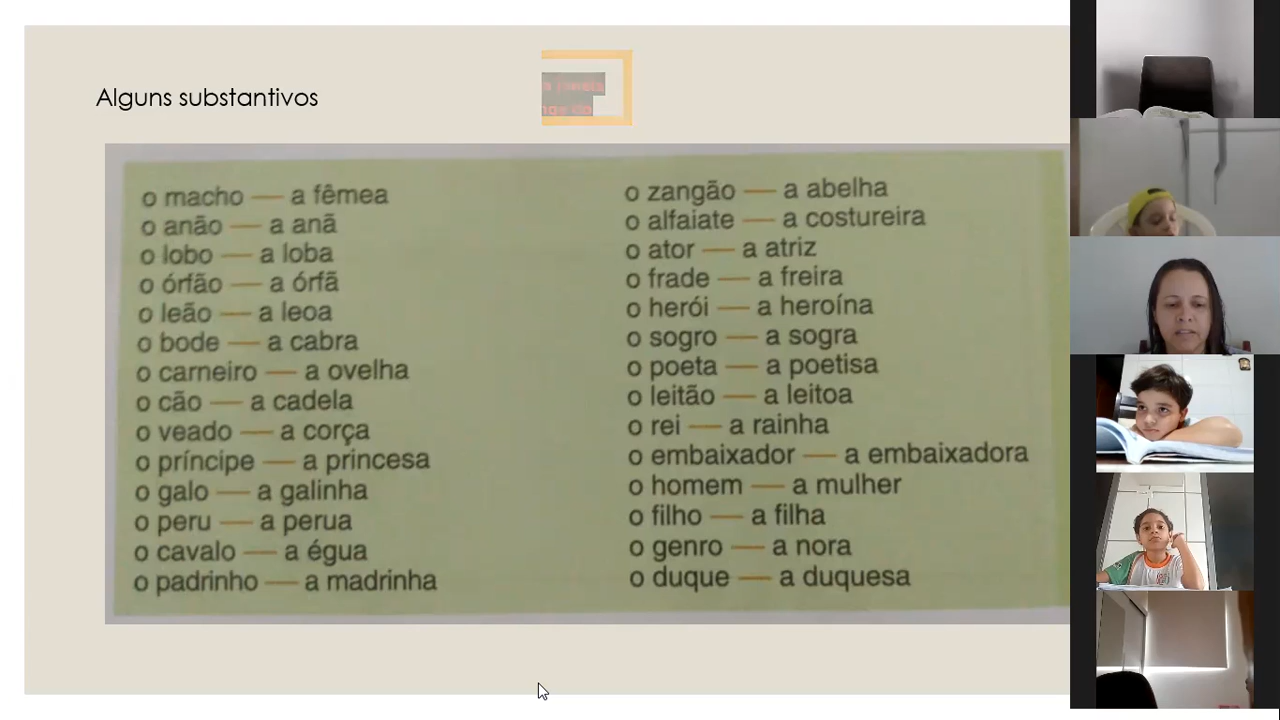 Alguns substantivos
o macho — a fêmea
o anão — a anã
o lobo — a loba
o órfão — a órfã
o leão — a leoa
o bode — a cabra
o carneiro — a ovelha
o cão — a cadela
o veado — a corça
o príncipe — a princesa
o galo — a galinha
o peru — a perua
o cavalo — a égua
o padrinho — a madrinha
o zangão — a abelha
o alfaiate — a costureira
o ator — a atriz
o frade — a freira
o herói — a heroína
o sogro — a sogra
o poeta — a poetisa
o leitão — a leitoa
o rei — a rainha
o embaixador — a embaixadora
o homem — a mulher
o filho — a filha
o genro — a nora
o duque — a duquesa